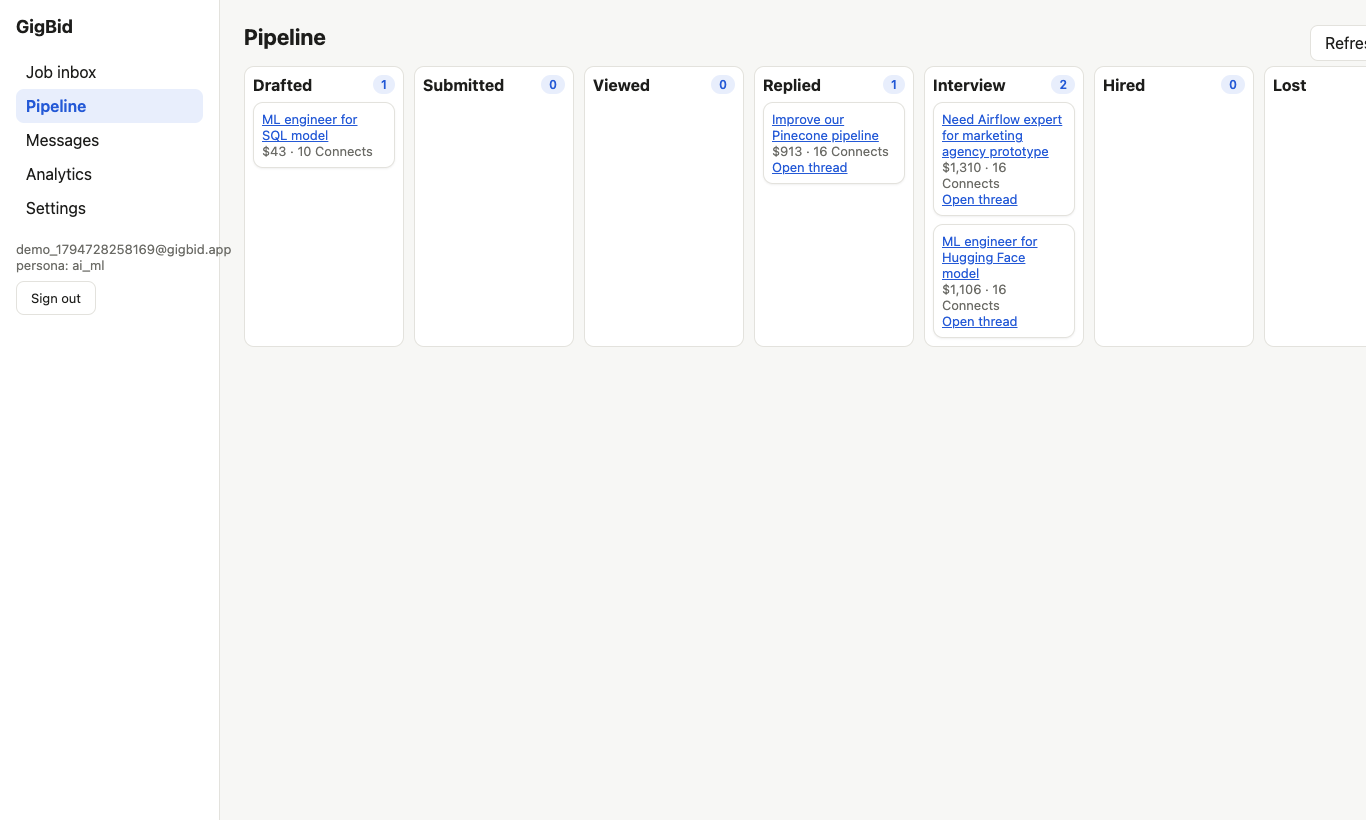 GigBid
Job inbox
Pipeline
Messages
Analytics
Settings
demo_1794728258169@gigbid.app
persona: ai_ml
Sign out
Pipeline
Refres
Drafted 1
ML engineer for
SQL model
$43 · 10 Connects
Submitted 0
Viewed 0
Replied 1
Improve our
Pinecone pipeline
$913 · 16 Connects
Open thread
Interview 2
Need Airflow expert
for marketing
agency prototype
$1,310 · 16
Connects
Open thread
ML engineer for
Hugging Face
model
$1,106 · 16
Connects
Open thread
Hired 0
Lost